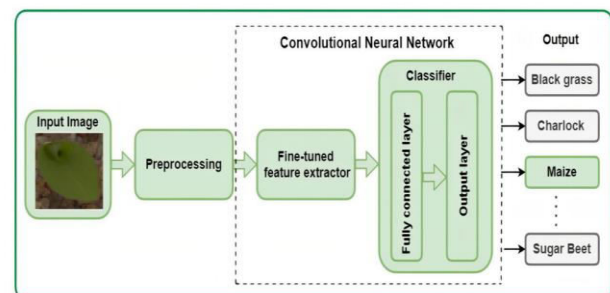 Convolutional Neural Network
Output
Input Image
Preprocessing
Fine-tuned
feature extractor
Classifier
Fully connected layer
Output layer
Black grass
Charlock
Maize
Sugar Beet